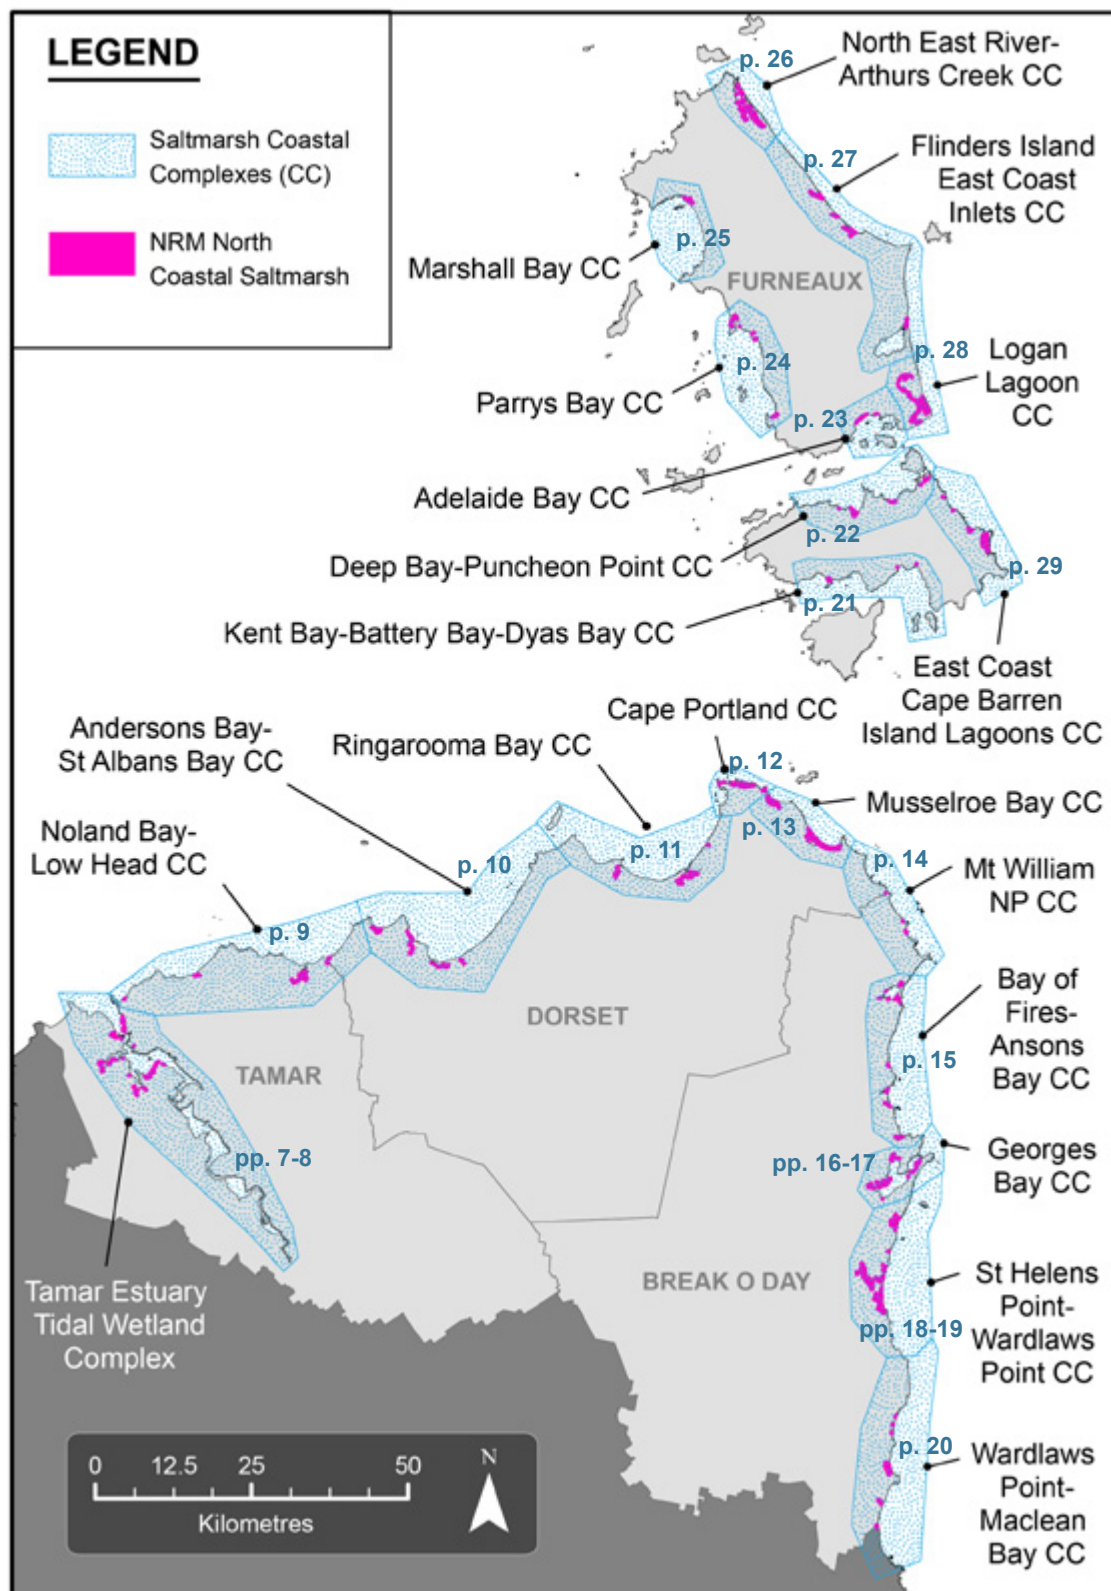 LEGEND
Saltmarsh Coastal
Complexes (CC)
NRM North
Coastal Saltmarsh
p. 26
North East River-
Arthurs Creek CC
p. 27
Flinders Island
East Coast
Inlets CC
p. 25
Marshall Bay CC
FURNEAUX
p. 28
Logan
Lagoon
CC
p. 24
Parrys Bay CC
p. 23
Adelaide Bay CC
p. 22
Deep Bay-Puncheon Point CC
p. 29
p. 21
Kent Bay-Battery Bay-Dyas Bay CC
East Coast
Cape Barren
Island Lagoons CC
Cape Portland CC
Andersons Bay-
St Albans Bay CC
Ringarooma Bay CC
p. 12
Musselroe Bay CC
Noland Bay-
Low Head CC
p. 10
p. 11
p. 13
p. 14
Mt William
NP CC
p. 9
Bay of
Fires-
Ansons
Bay CC
DORSET
p. 15
TAMAR
pp. 7-8
pp. 16-17
Georges
Bay CC
Tamar Estuary
Tidal Wetland
Complex
BREAK O DAY
St Helens
Point-
Wardlaws
Point CC
pp. 18-19
p. 20
Wardlaws
Point-
Maclean
Bay CC
0 12.5 25 50
Kilometres
N